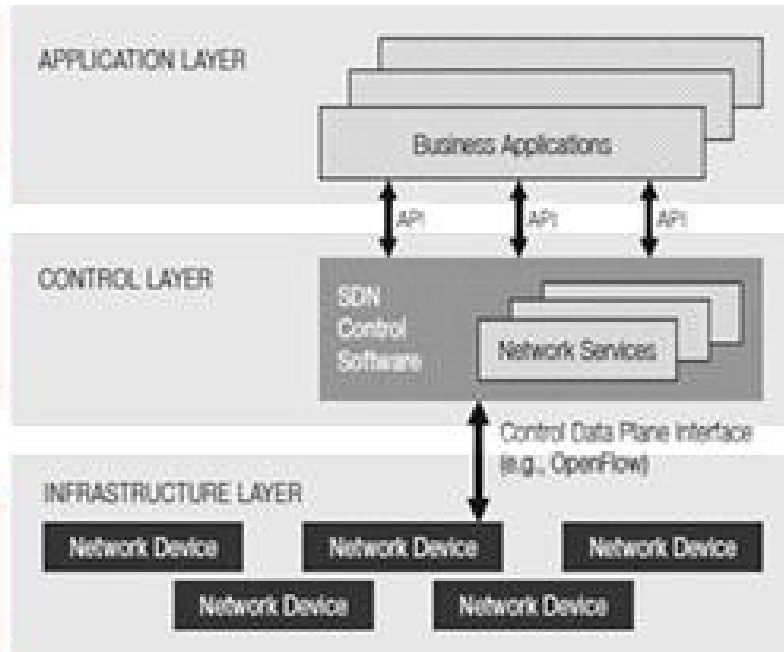 APPLICATION LAYER
Business Applications
API
API
API
CONTROL LAYER
SDN
Control
Software
Network Services
Control Data Plane Interface
(e.g., OpenFlow)
INFRASTRUCTURE LAYER
Network Device
Network Device
Network Device
Network Device
Network Device